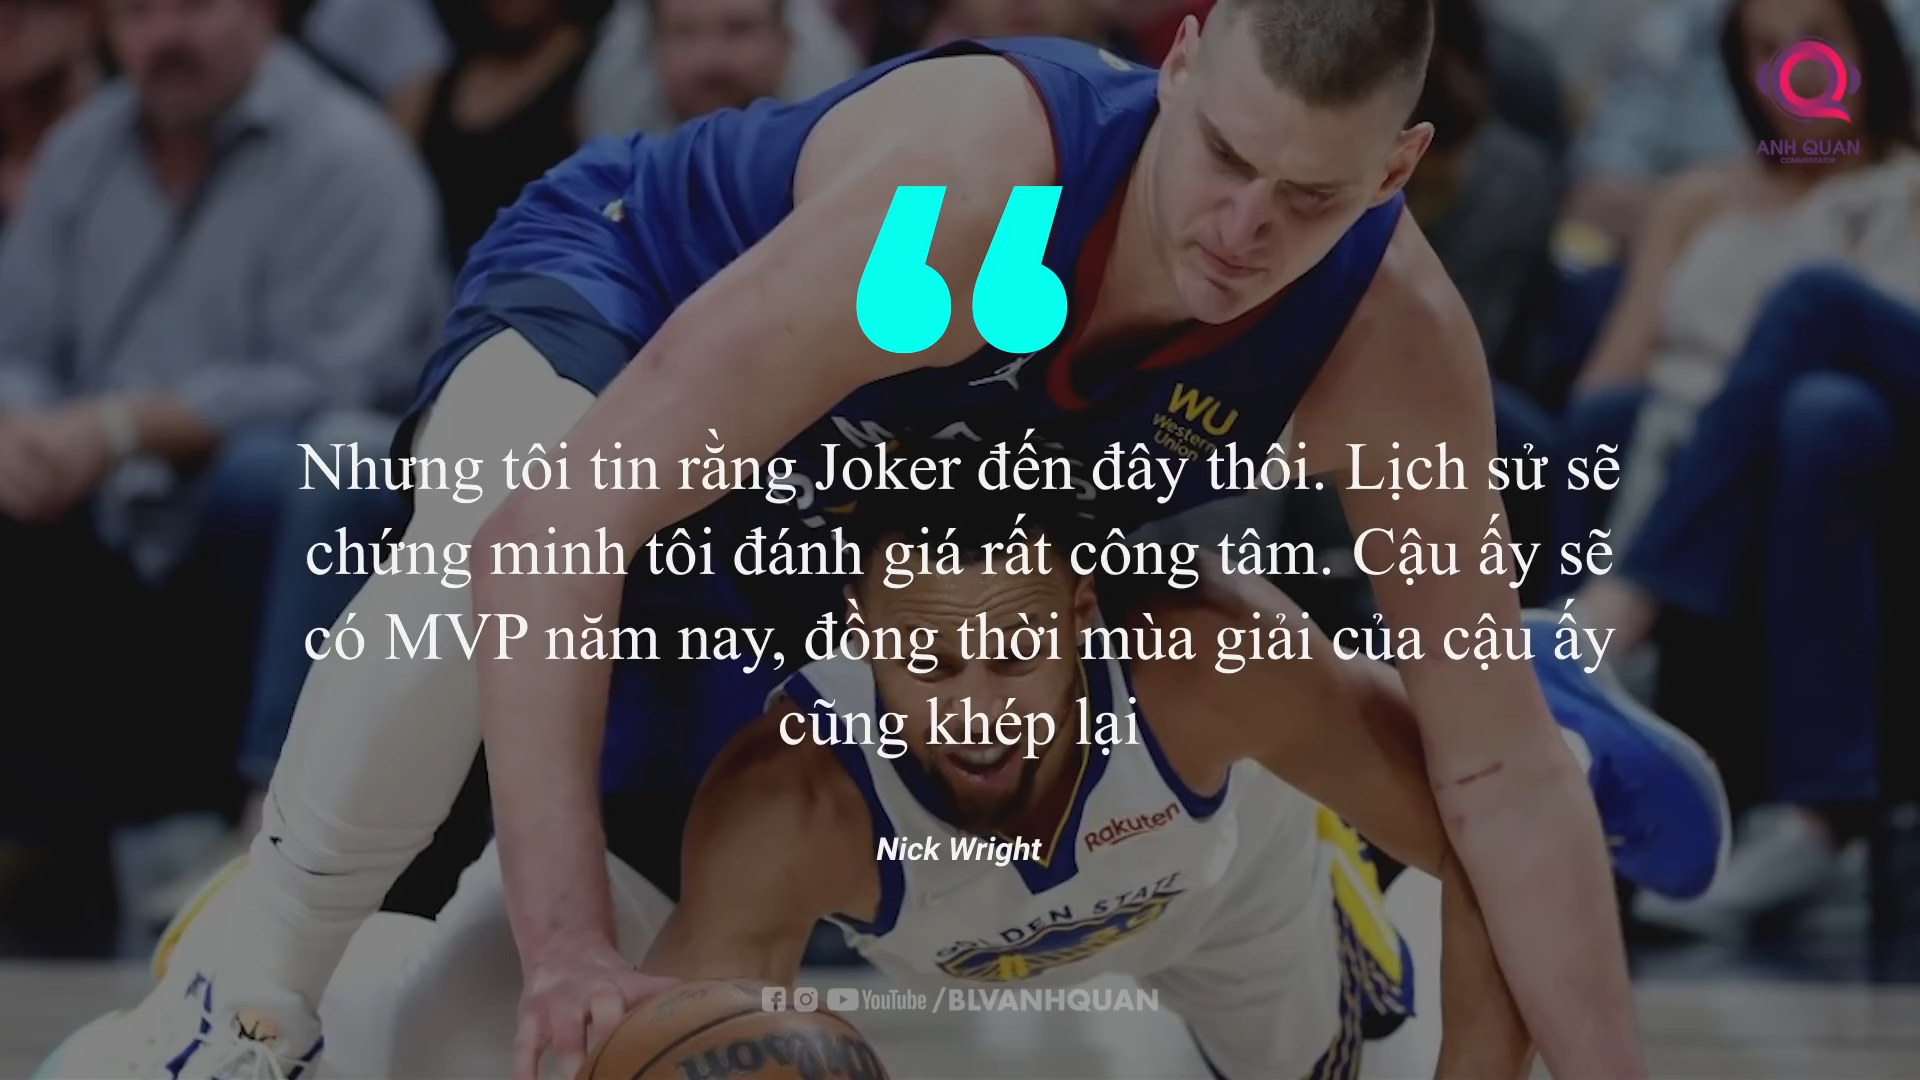 ANH QUAN
COMMENTATOR
WU
Western
Union
Nhưng tôi tin rằng Joker đến đây thôi. Lịch sử sẽ
chứng minh tôi đánh giá rất công tâm. Cậu ấy sẽ
có MVP năm nay, đồng thời mùa giải của cậu ấy
cũng khép lại
Rakuten
Nick Wright
GOLDEN STATE
YouTube /BLVANHQUAN
Wilson